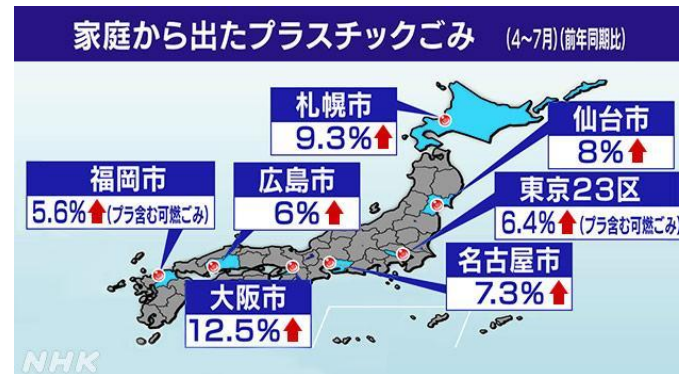 家庭から出たプラスチックごみ (4〜7月)(前年同期比)
札幌市
9.3%
仙台市
8%
福岡市
5.6%(プラ含む可燃ごみ)
広島市
6%
東京23区
6.4%(プラ含む可燃ごみ)
名古屋市
7.3%
大阪市
12.5%
NHK